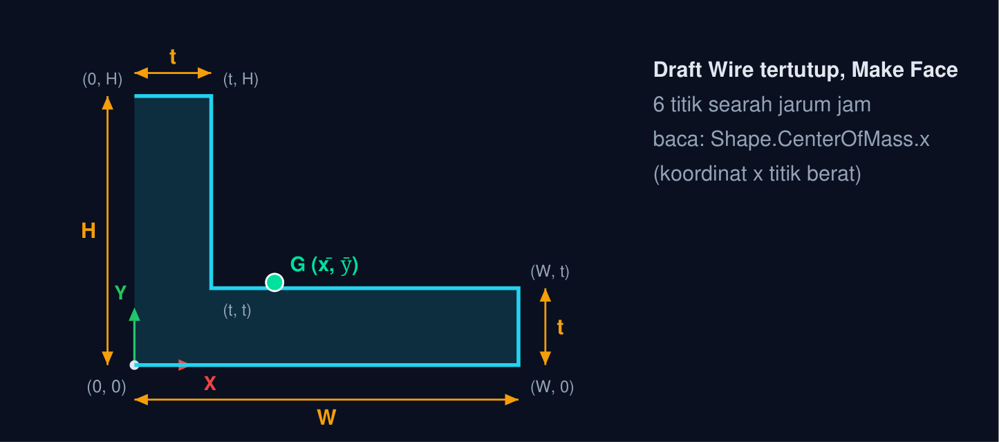 t
(0, H)
(t, H)
H
G (x̄, ȳ)
(W, t)
Y
(t, t)
t
(0, 0)
X
(W, 0)
W
Draft Wire tertutup, Make Face
6 titik searah jarum jam
baca: Shape.CenterOfMass.x
(koordinat x titik berat)